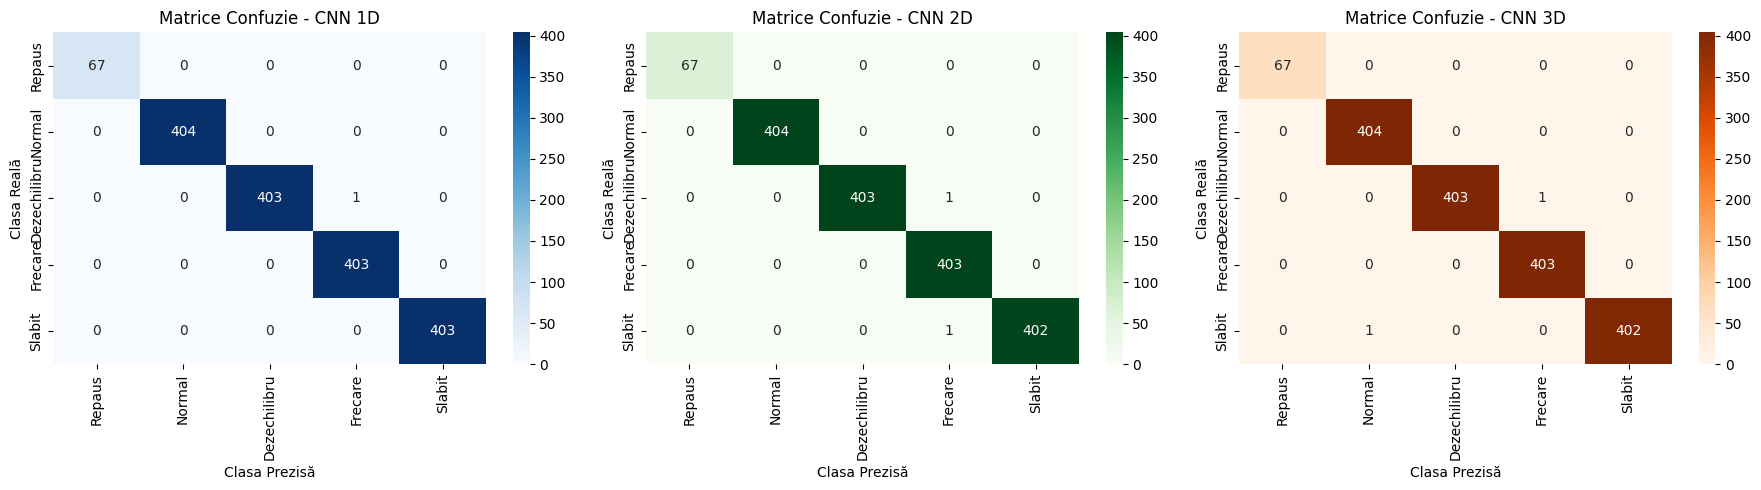 Matrice Confuzie - CNN 1D
Clasa Reală
Repaus 67 0 0 0 0
Normal 0 404 0 0 0
Dezechilibru 0 0 403 1 0
Frecare 0 0 0 403 0
Slabit 0 0 0 0 403
Repaus Normal Dezechilibru Frecare Slabit
Clasa Prezisă
400
350
300
250
200
150
100
50
0
Matrice Confuzie - CNN 2D
Clasa Reală
Repaus 67 0 0 0 0
Normal 0 404 0 0 0
Dezechilibru 0 0 403 1 0
Frecare 0 0 0 403 0
Slabit 0 0 0 1 402
Repaus Normal Dezechilibru Frecare Slabit
Clasa Prezisă
400
350
300
250
200
150
100
50
0
Matrice Confuzie - CNN 3D
Clasa Reală
Repaus 67 0 0 0 0
Normal 0 404 0 0 0
Dezechilibru 0 0 403 1 0
Frecare 0 0 0 403 0
Slabit 0 1 0 0 402
Repaus Normal Dezechilibru Frecare Slabit
Clasa Prezisă
400
350
300
250
200
150
100
50
0